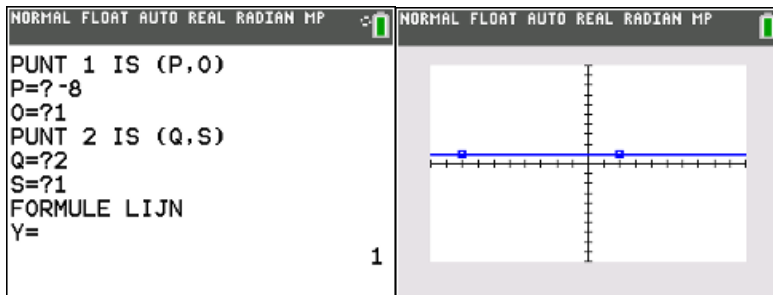 NORMAL FLOAT AUTO REAL RADIAN MP
PUNT 1 IS (P,O)
P=?-8
O=?1
PUNT 2 IS (Q,S)
Q=?2
S=?1
FORMULE LIJN
Y=
1
NORMAL FLOAT AUTO REAL RADIAN MP